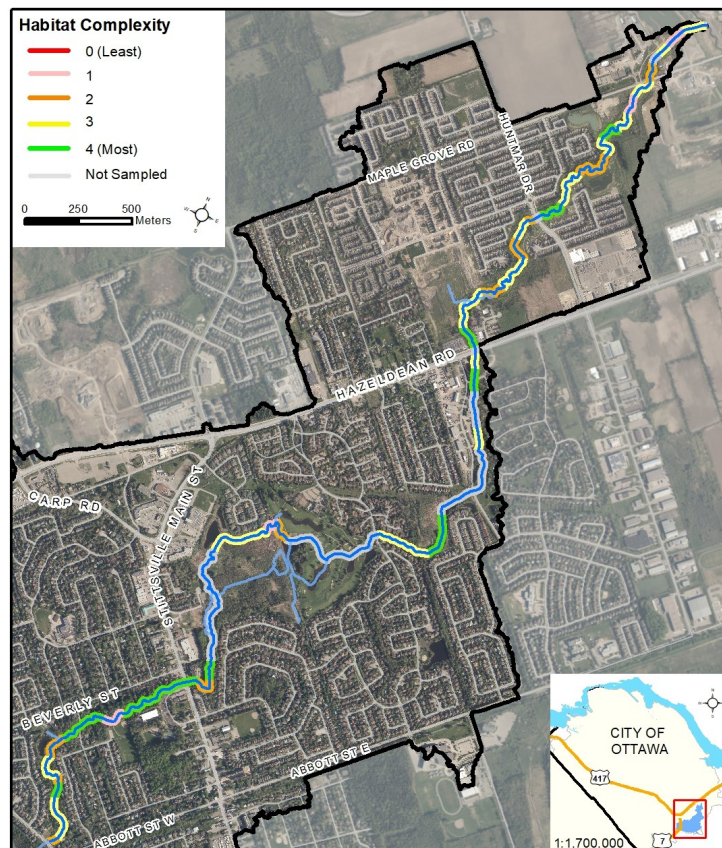 Habitat Complexity
0 (Least)
1
2
3
4 (Most)
Not Sampled
0 250 500
Meters
N
W E
S
MAPLE GROVE RD
HUNTMAR DR
HAZELDEAN RD
CARP RD
STITTSVILLE MAIN ST
BEVERLY ST
ABBOTT ST E
ABBOTT ST W
N
CITY OF
OTTAWA
417
7
1:1,700,000